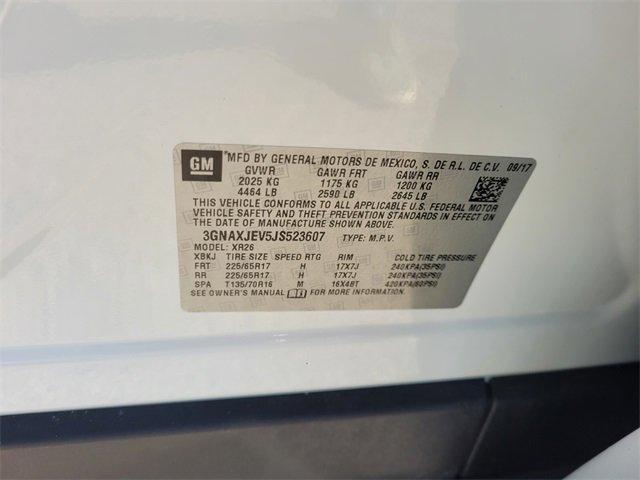 GM *MFD BY GENERAL MOTORS DE MEXICO, S. DE R.L. DE C.V. 09/17
GVWR GAWR FRT GAWR RR
2025 KG 1175 KG 1200 KG
4464 LB 2590 LB 2645 LB
THIS VEHICLE CONFORMS TO ALL APPLICABLE U.S. FEDERAL MOTOR
VEHICLE SAFETY AND THEFT PREVENTION STANDARDS IN EFFECT ON
THE DATE OF MANUFACTURE SHOWN ABOVE.
3GNAXJEV5JS523607 TYPE: M.P.V.
MODEL: XR26
XBKJ TIRE SIZE SPEED RTG RIM COLD TIRE PRESSURE
FRT 225/65R17 H 17X7J 240KPA(35PSI)
RR 225/65R17 H 17X7J 240KPA(35PSI)
SPA T135/70R16 M 16X4BT 420KPA(60PSI)
SEE OWNER'S MANUAL FOR MORE INFORMATION.